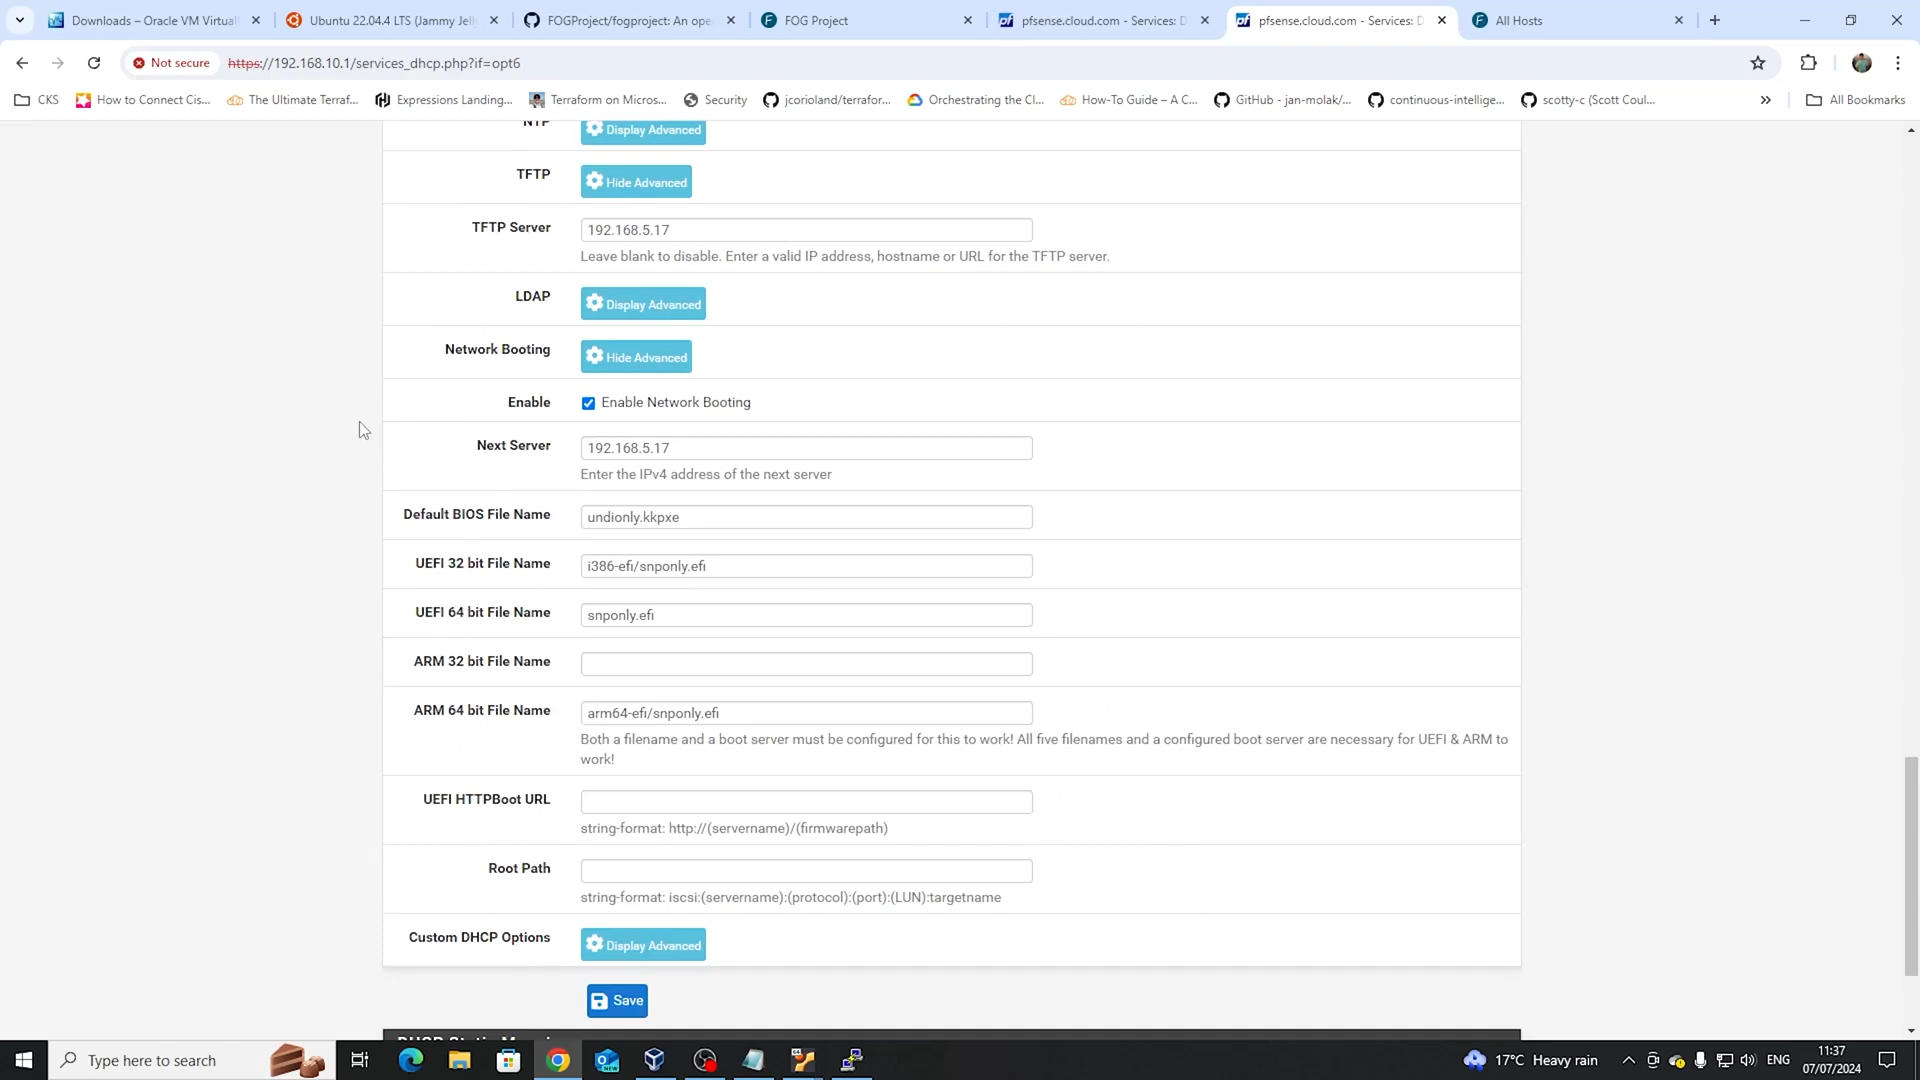 Downloads – Oracle VM Virtual
Ubuntu 22.04.4 LTS (Jammy Jell
FOGProject/fogproject: An ope
FOG Project
pfsense.cloud.com - Services: D
pfsense.cloud.com - Services: D
All Hosts
Not secure
https://192.168.10.1/services_dhcp.php?if=opt6
CKS
How to Connect Cis...
The Ultimate Terraf...
Expressions Landing...
Terraform on Micros...
Security
jcorioland/terrafor...
Orchestrating the Cl...
How-To Guide – A C...
GitHub - jan-molak/...
continuous-intellige...
scotty-c (Scott Coul...
All Bookmarks
NTP
Display Advanced
TFTP
Hide Advanced
TFTP Server
192.168.5.17
Leave blank to disable. Enter a valid IP address, hostname or URL for the TFTP server.
LDAP
Display Advanced
Network Booting
Hide Advanced
Enable
Enable Network Booting
Next Server
192.168.5.17
Enter the IPv4 address of the next server
Default BIOS File Name
undionly.kkpxe
UEFI 32 bit File Name
i386-efi/snponly.efi
UEFI 64 bit File Name
snponly.efi
ARM 32 bit File Name
ARM 64 bit File Name
arm64-efi/snponly.efi
Both a filename and a boot server must be configured for this to work! All five filenames and a configured boot server are necessary for UEFI & ARM to
work!
UEFI HTTPBoot URL
string-format: http://(servername)/(firmwarepath)
Root Path
string-format: iscsi:(servername):(protocol):(port):(LUN):targetname
Custom DHCP Options
Display Advanced
Save
Type here to search
17°C Heavy rain
ENG
11:37
07/07/2024